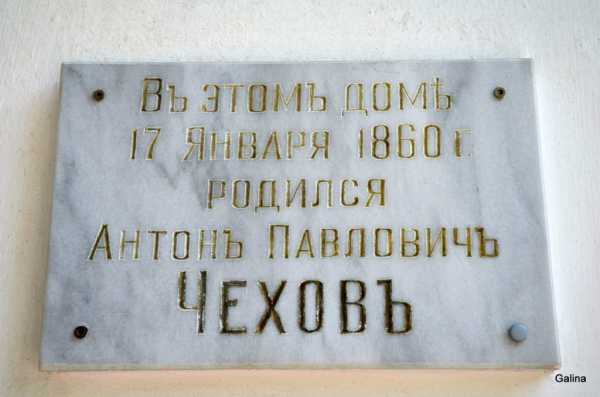 Въ этомъ домѣ
17 Января 1860 г.
родился
Антонъ Павловичъ
Чеховъ
Galina